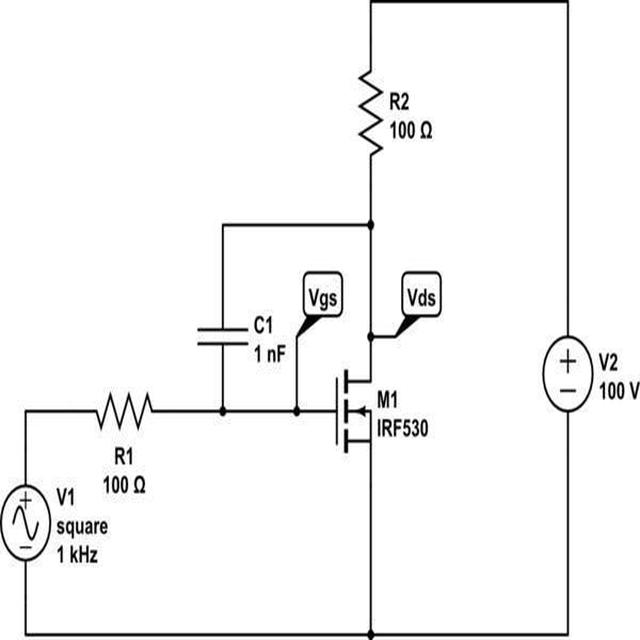 R2
100 Ω
Vgs
Vds
C1
1 nF
V2
100 V
M1
IRF530
R1
100 Ω
V1
square
1 kHz